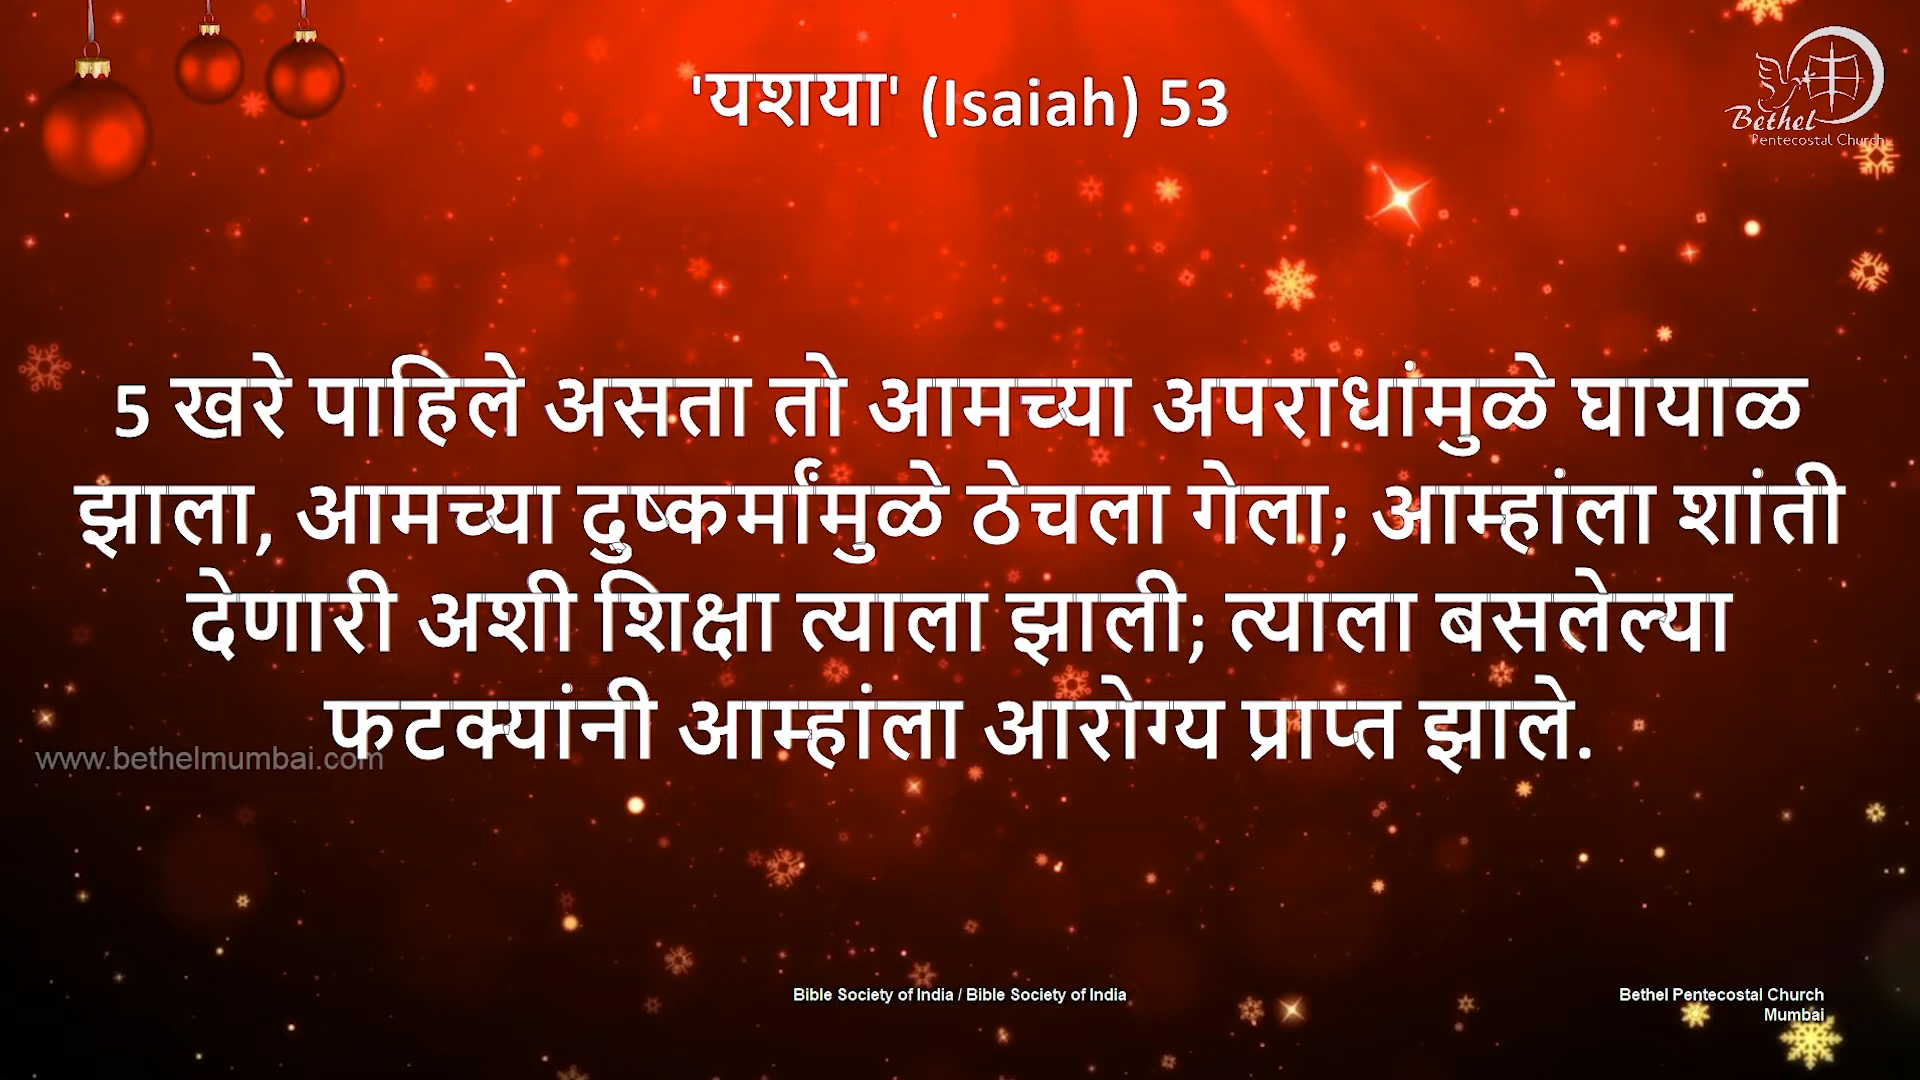 'यशया' (Isaiah) 53
Bethel
Pentecostal Church
5 खरे पाहिले असता तो आमच्या अपराधांमुळे घायाळ
झाला, आमच्या दुष्कर्मांमुळे ठेचला गेला; आम्हांला शांती
देणारी अशी शिक्षा त्याला झाली; त्याला बसलेल्या
फटक्यांनी आम्हांला आरोग्य प्राप्त झाले.
www.bethelmumbai.com
Bible Society of India / Bible Society of India
Bethel Pentecostal Church
Mumbai